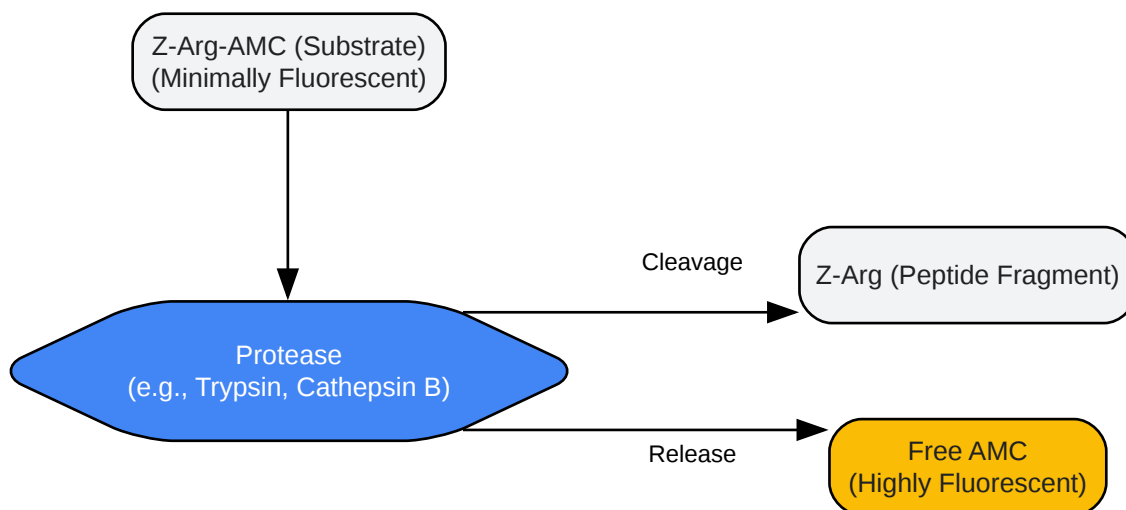 Z-Arg-AMC (Substrate)
(Minimally Fluorescent)
Cleavage
Z-Arg (Peptide Fragment)
Protease
(e.g., Trypsin, Cathepsin B)
Release
Free AMC
(Highly Fluorescent)